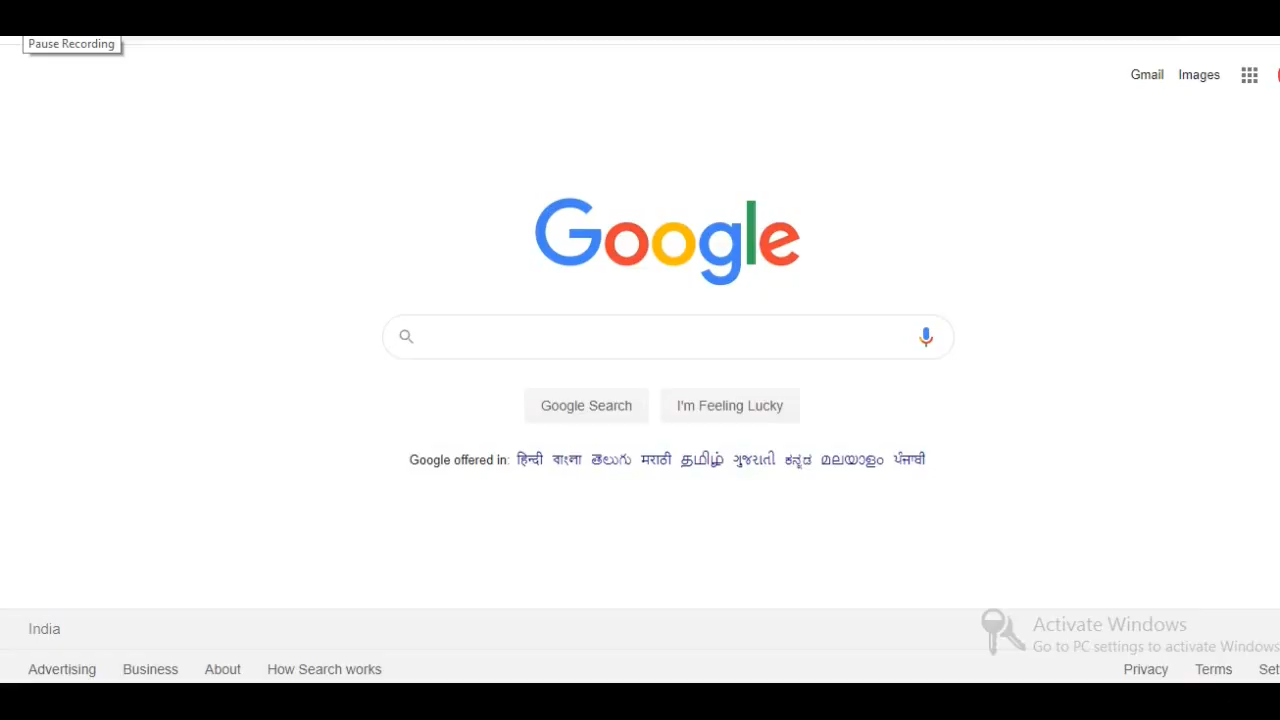 Pause Recording
Gmail Images
Google
Google Search I'm Feeling Lucky
Google offered in: हिन्दी বাংলা తెలుగు मराठी தமிழ் ગુજરાતી ಕನ್ನಡ മലയാളം ਪੰਜਾਬੀ
India
Activate Windows
Go to PC settings to activate Windows
Advertising Business About How Search works Privacy Terms Set